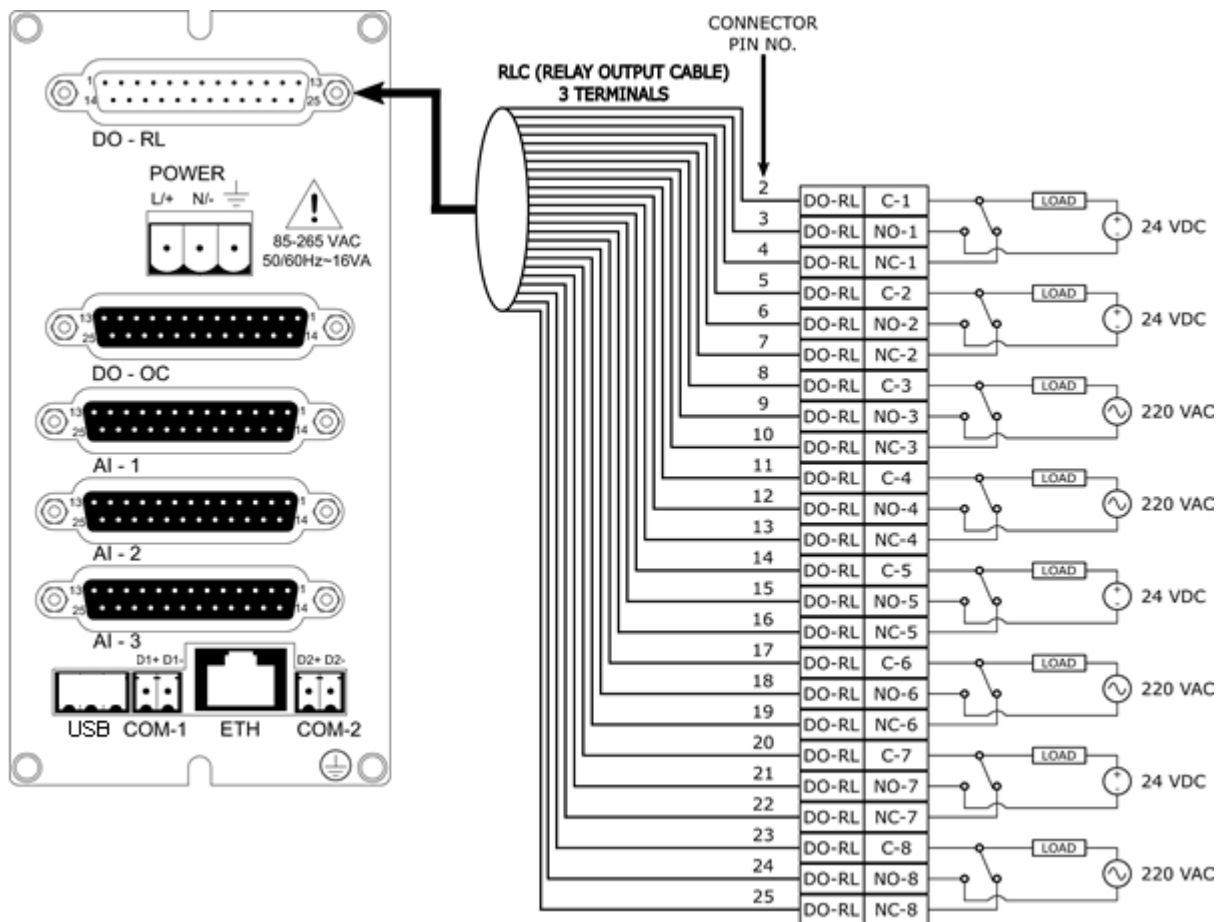 CONNECTOR
PIN NO.
RLC (RELAY OUTPUT CABLE)
3 TERMINALS
1 13
14 25
DO - RL
POWER
L/+ N/-
85-265 VAC
50/60Hz~16VA
13 1
25 14
DO - OC
13 1
25 14
AI - 1
13 1
25 14
AI - 2
13 1
25 14
AI - 3
D1+ D1- D2+ D2-
USB COM-1 ETH COM-2
2 DO-RL C-1 LOAD
3 DO-RL NO-1 + - 24 VDC
4 DO-RL NC-1
5 DO-RL C-2 LOAD
6 DO-RL NO-2 + - 24 VDC
7 DO-RL NC-2
8 DO-RL C-3 LOAD
9 DO-RL NO-3 220 VAC
10 DO-RL NC-3
11 DO-RL C-4 LOAD
12 DO-RL NO-4 220 VAC
13 DO-RL NC-4
14 DO-RL C-5 LOAD
15 DO-RL NO-5 + - 24 VDC
16 DO-RL NC-5
17 DO-RL C-6 LOAD
18 DO-RL NO-6 220 VAC
19 DO-RL NC-6
20 DO-RL C-7 LOAD
21 DO-RL NO-7 + - 24 VDC
22 DO-RL NC-7
23 DO-RL C-8 LOAD
24 DO-RL NO-8 220 VAC
25 DO-RL NC-8